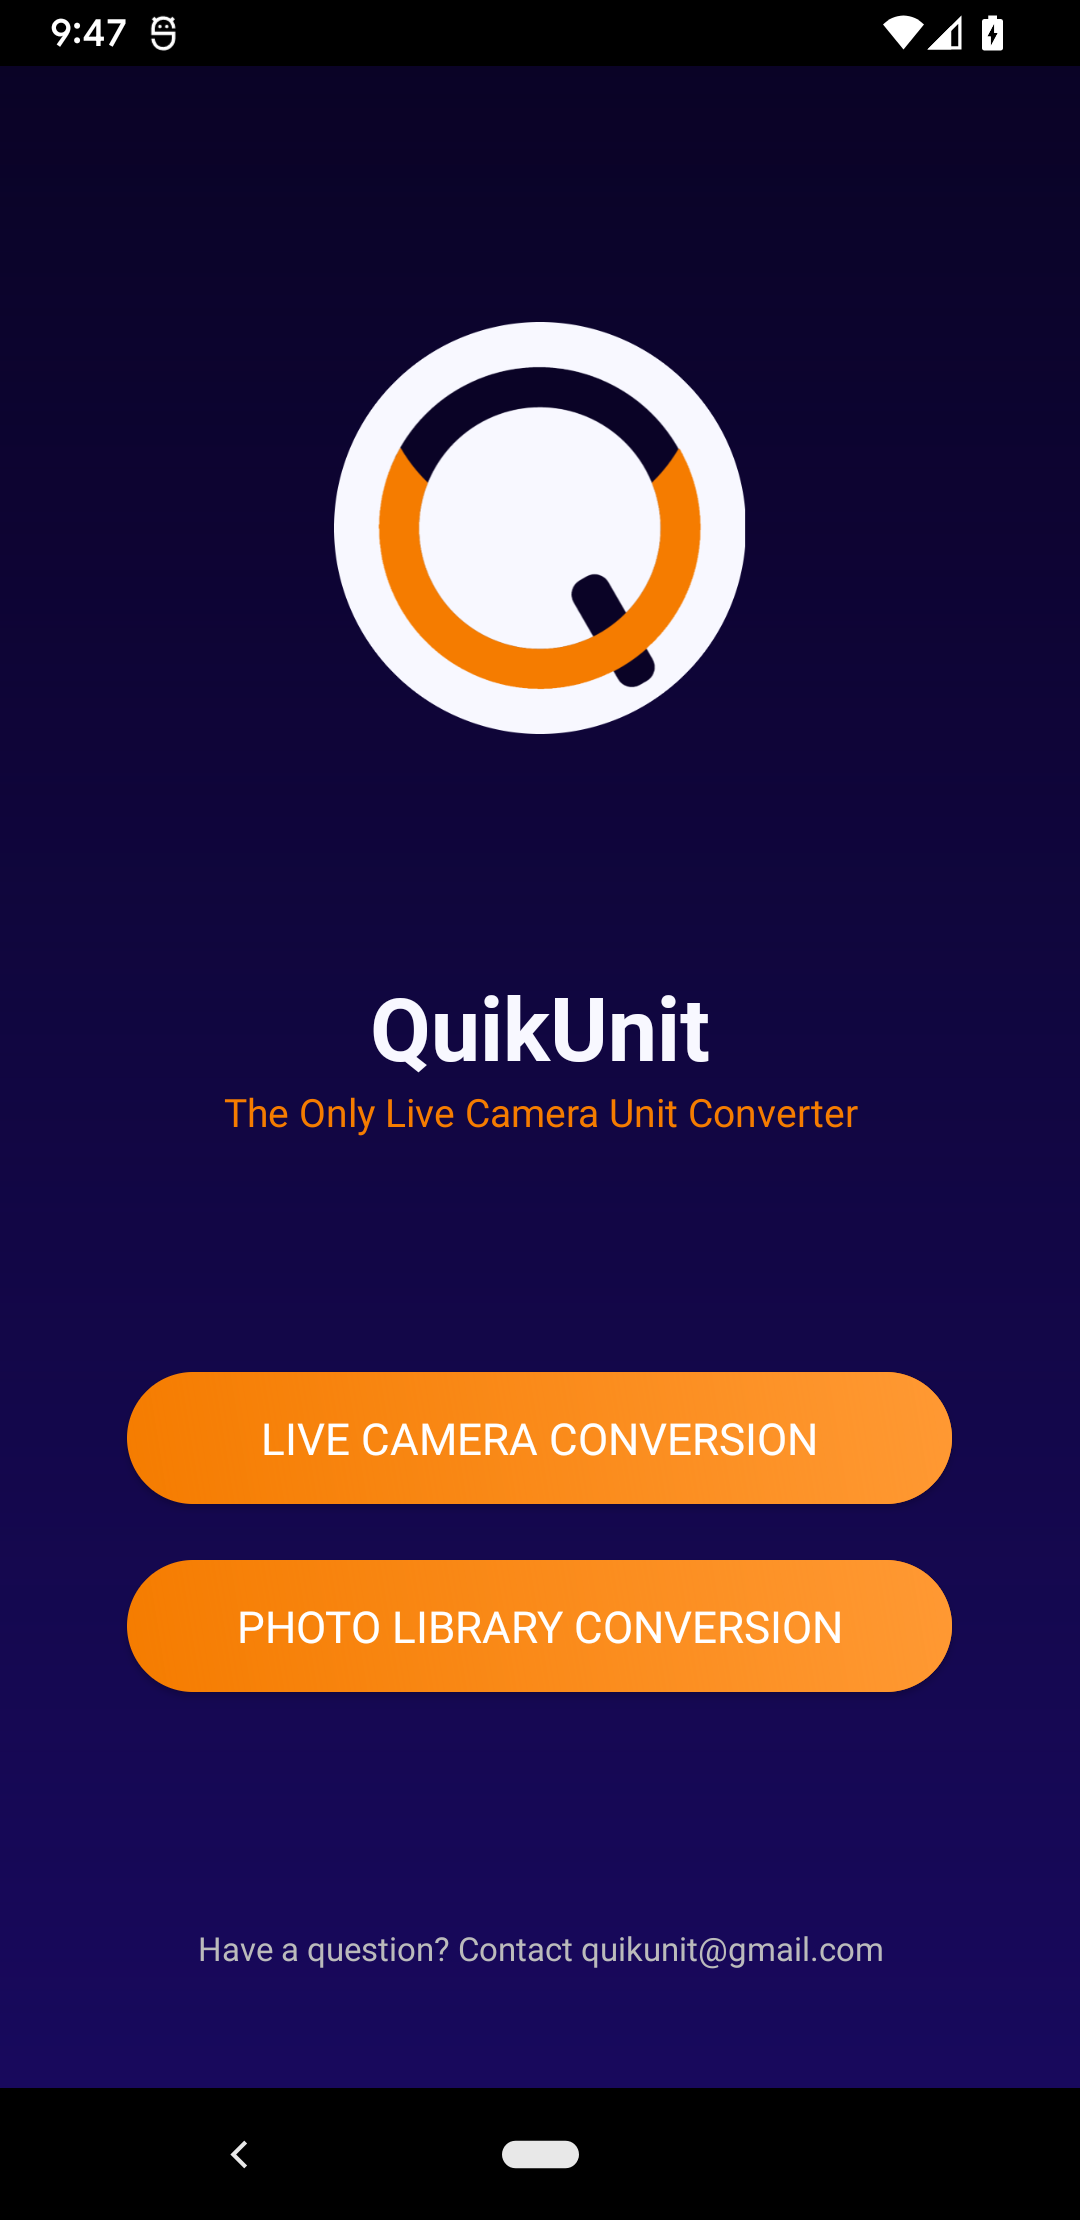 9:47
QuikUnit
The Only Live Camera Unit Converter
LIVE CAMERA CONVERSION
PHOTO LIBRARY CONVERSION
Have a question? Contact quikunit@gmail.com